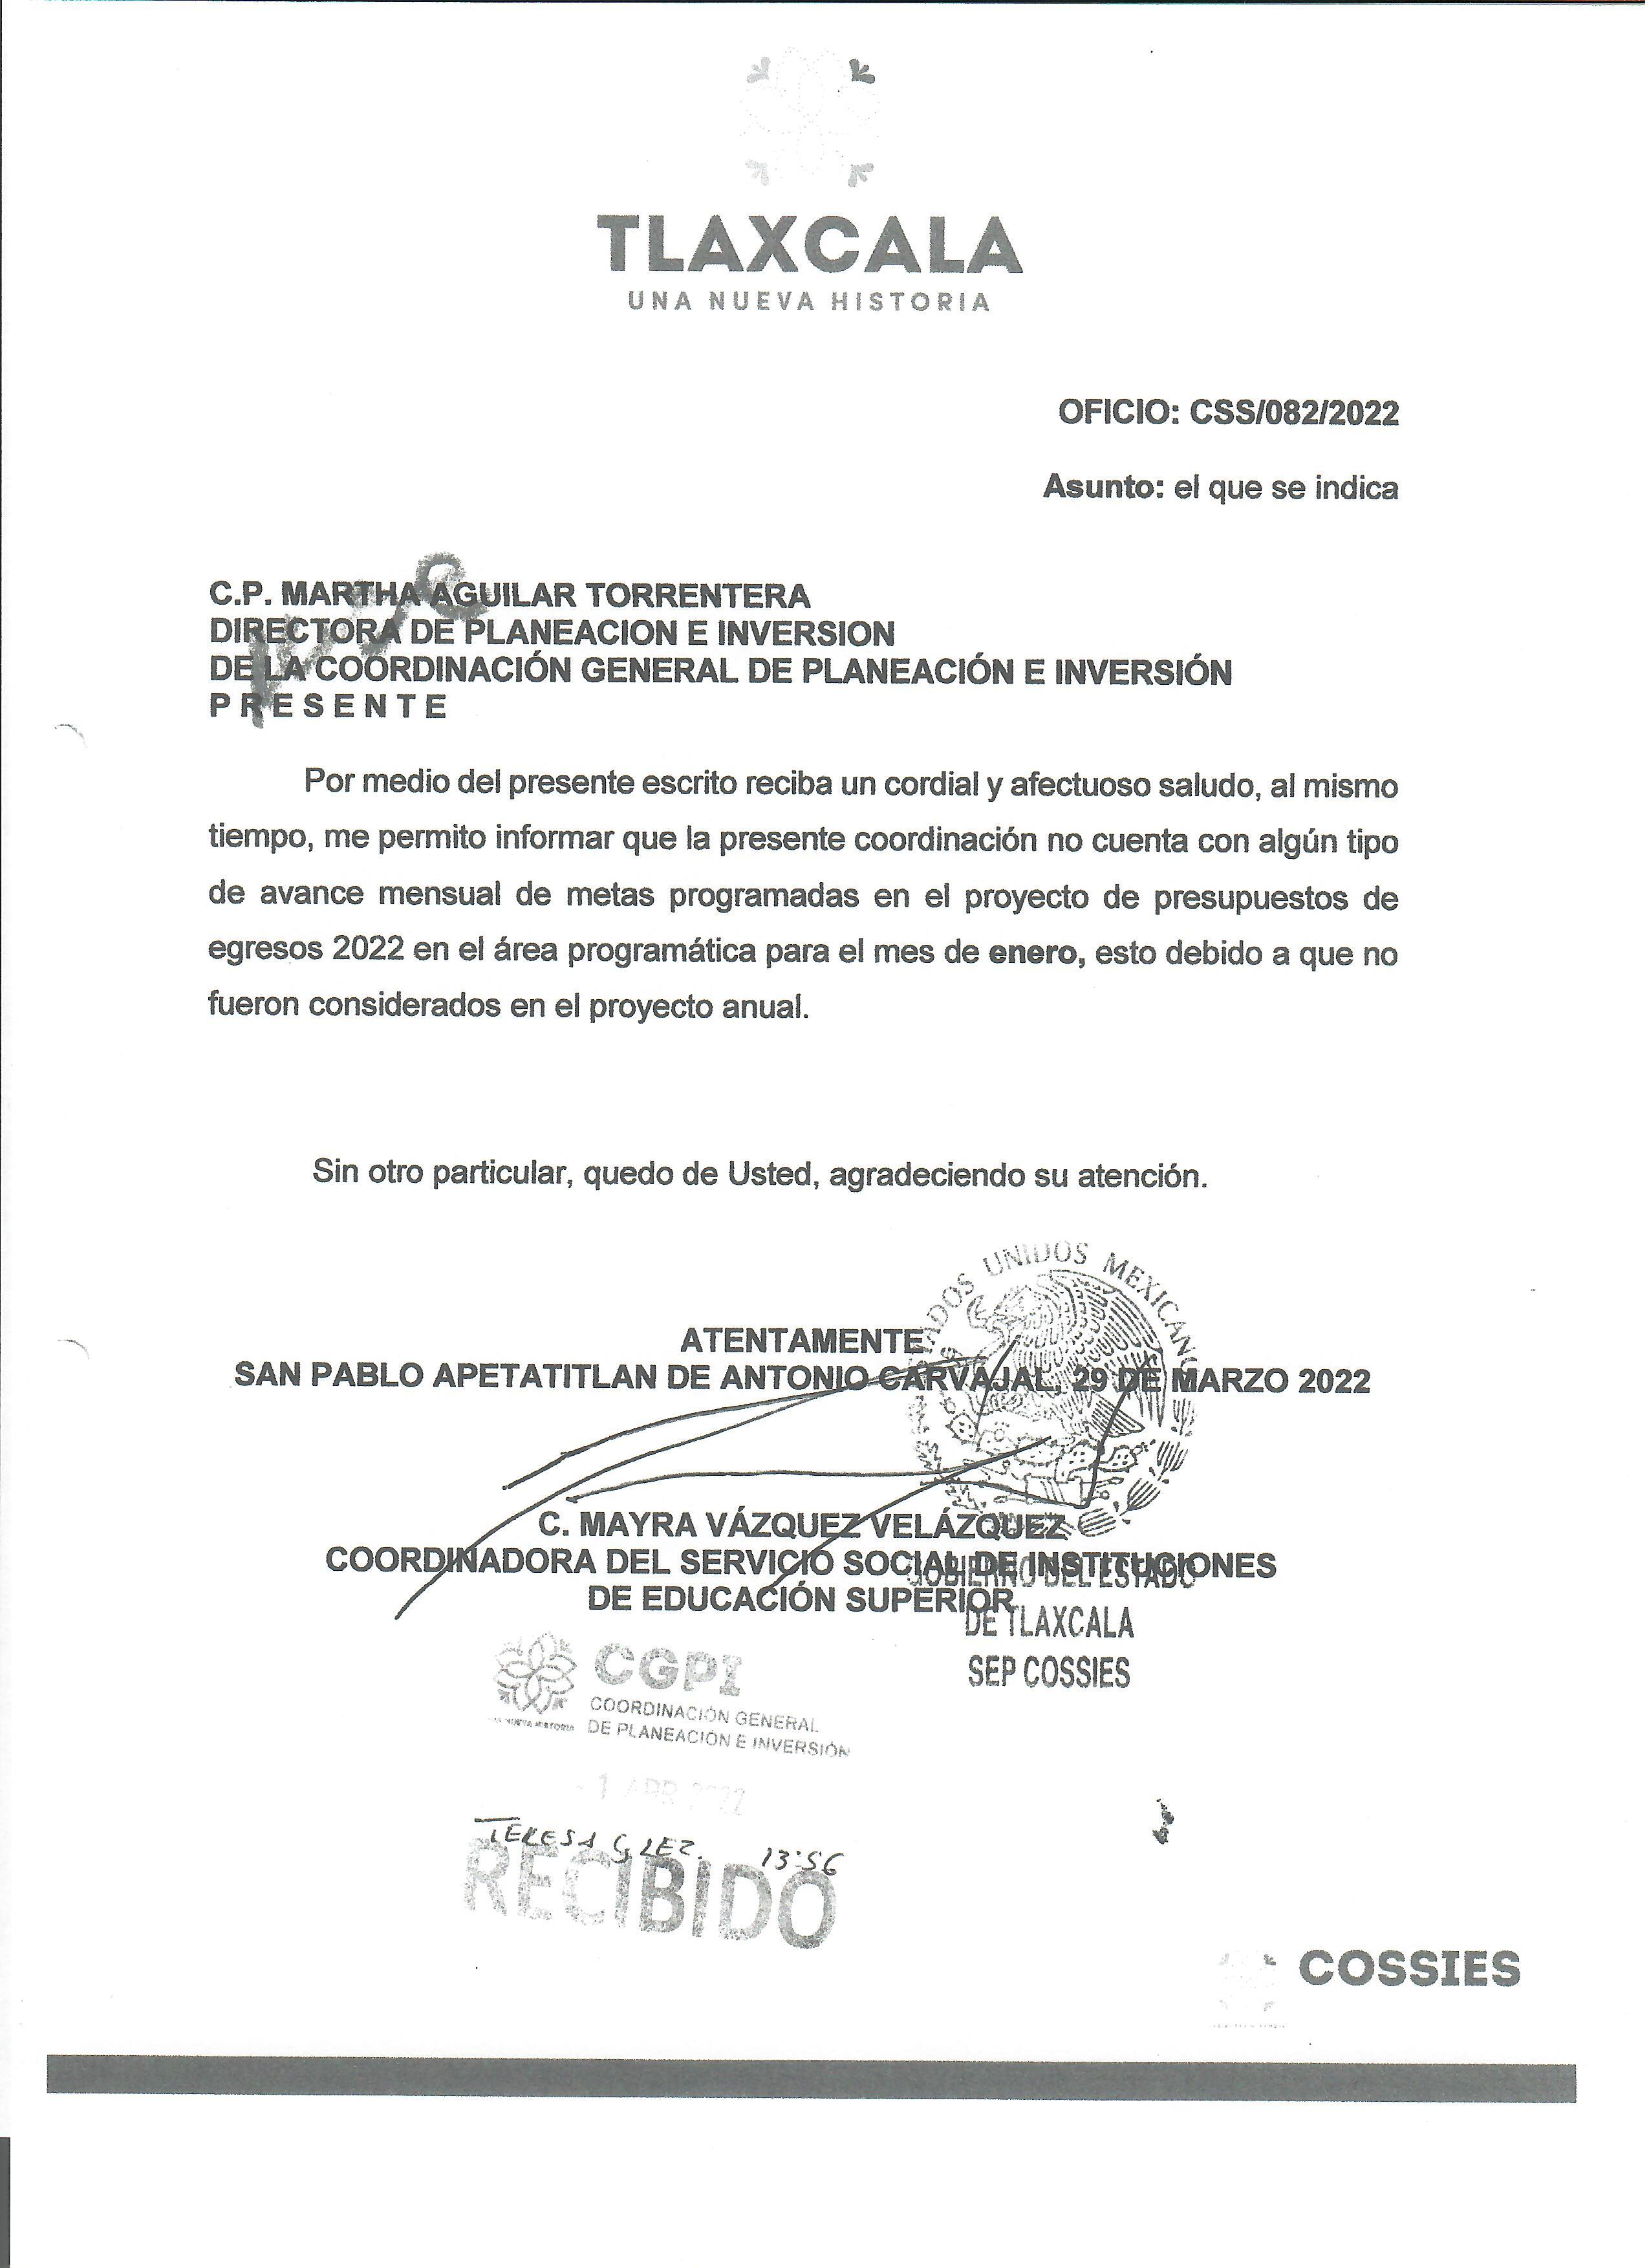 TLAXCALA
UNA NUEVA HISTORIA
OFICIO: CSS/082/2022
Asunto: el que se indica
C.P. MARTHA AGUILAR TORRENTERA
DIRECTORA DE PLANEACION E INVERSION
DE LA COORDINACIÓN GENERAL DE PLANEACIÓN E INVERSIÓN
P R E S E N T E
Por medio del presente escrito reciba un cordial y afectuoso saludo, al mismo
tiempo, me permito informar que la presente coordinación no cuenta con algún tipo
de avance mensual de metas programadas en el proyecto de presupuestos de
egresos 2022 en el área programática para el mes de enero, esto debido a que no
fueron considerados en el proyecto anual.
Sin otro particular, quedo de Usted, agradeciendo su atención.
UNIDOS MEXICANOS
ATENTAMENTE
SAN PABLO APETATITLAN DE ANTONIO CARVAJAL, 29 DE MARZO 2022
C. MAYRA VÁZQUEZ VELÁZQUEZ
COORDINADORA DEL SERVICIO SOCIAL DE INSTITUCIONES
DE EDUCACIÓN SUPERIOR
GOBIERNO DEL ESTADO
DE TLAXCALA
SEP COSSIES
CGPI
COORDINACIÓN GENERAL
DE PLANEACIÓN E INVERSIÓN
UNA NUEVA HISTORIA
- 1 APR 2022
TERESA GLEZ. 13:56
RECIBIDO
COSSIES